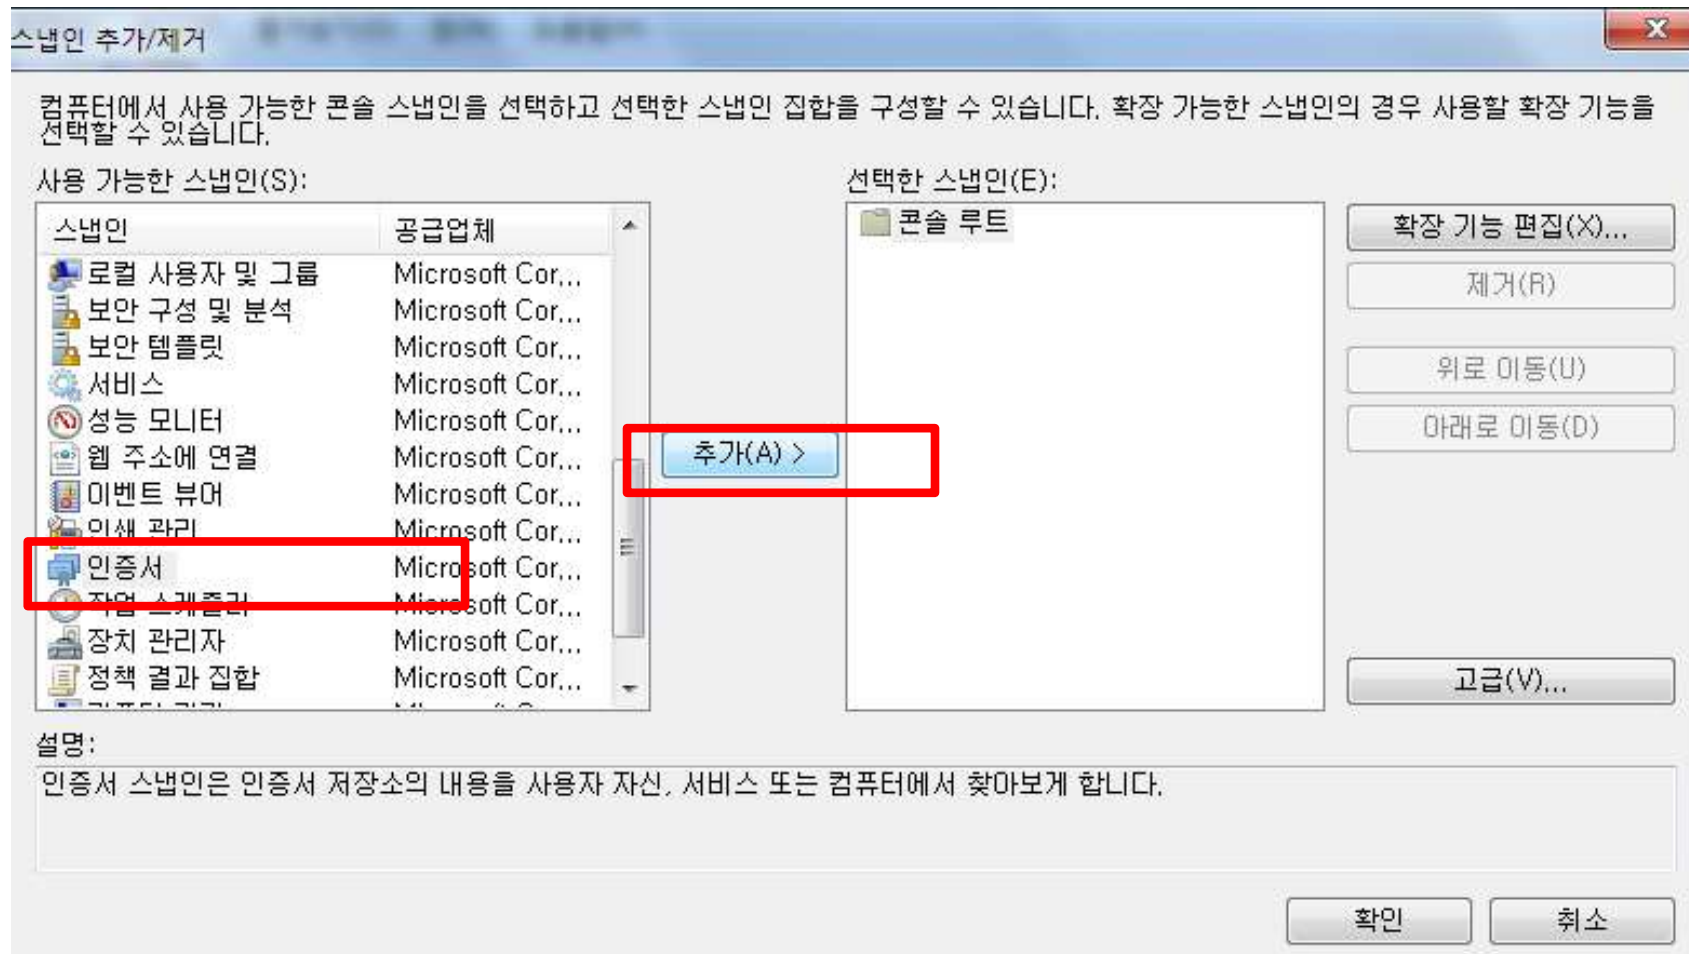 스냅인 추가/제거
컴퓨터에서 사용 가능한 콘솔 스냅인을 선택하고 선택한 스냅인 집합을 구성할 수 있습니다. 확장 가능한 스냅인의 경우 사용할 확장 기능을
선택할 수 있습니다.
사용 가능한 스냅인(S):
스냅인 공급업체
로컬 사용자 및 그룹 Microsoft Cor...
보안 구성 및 분석 Microsoft Cor...
보안 템플릿 Microsoft Cor...
서비스 Microsoft Cor...
성능 모니터 Microsoft Cor...
웹 주소에 연결 Microsoft Cor...
이벤트 뷰어 Microsoft Cor...
인쇄 관리 Microsoft Cor...
인증서 Microsoft Cor...
작업 스케줄러 Microsoft Cor...
장치 관리자 Microsoft Cor...
정책 결과 집합 Microsoft Cor...
추가(A) >
선택한 스냅인(E):
콘솔 루트
확장 기능 편집(X)...
제거(R)
위로 이동(U)
아래로 이동(D)
고급(V)...
설명:
인증서 스냅인은 인증서 저장소의 내용을 사용자 자신, 서비스 또는 컴퓨터에서 찾아보게 합니다.
확인 취소